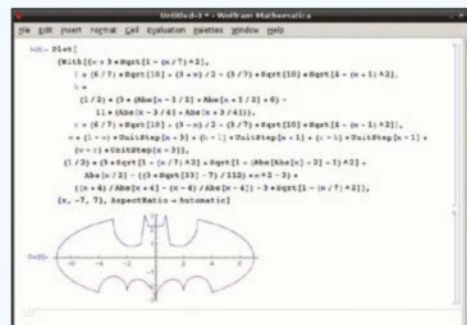 Untitled-3 * - Wolfram Mathematica
File Edit Insert Format Cell Evaluation Palettes Window Help
Plot[
{With[{w = 3*Sqrt[1 - (x/7)^2],
l = (6/7)*Sqrt[10] + (3 + x)/2 - (3/7)*Sqrt[10]*Sqrt[4 - (x + 1)^2],
h =
(1/2)*(3*(Abs[x - 1/2] + Abs[x + 1/2] + 6) -
11*(Abs[x - 3/4] + Abs[x + 3/4])),
r = (6/7)*Sqrt[10] + (3 - x)/2 - (3/7)*Sqrt[10]*Sqrt[4 - (x - 1)^2]},
w + (l - w)*UnitStep[x + 3] + (h - l)*UnitStep[x + 1] + (r - h)*UnitStep[x - 1] +
(w - r)*UnitStep[x - 3]],
(1/2)*(3*Sqrt[1 - (x/7)^2] + Sqrt[1 - (Abs[Abs[x] - 2] - 1)^2] +
Abs[x/2] - ((3*Sqrt[33] - 7)/112)*x^2 - 3)*
((x + 4)/Abs[x + 4] - (x - 4)/Abs[x - 4]) - 3*Sqrt[1 - (x/7)^2]},
{x, -7, 7}, AspectRatio → Automatic]